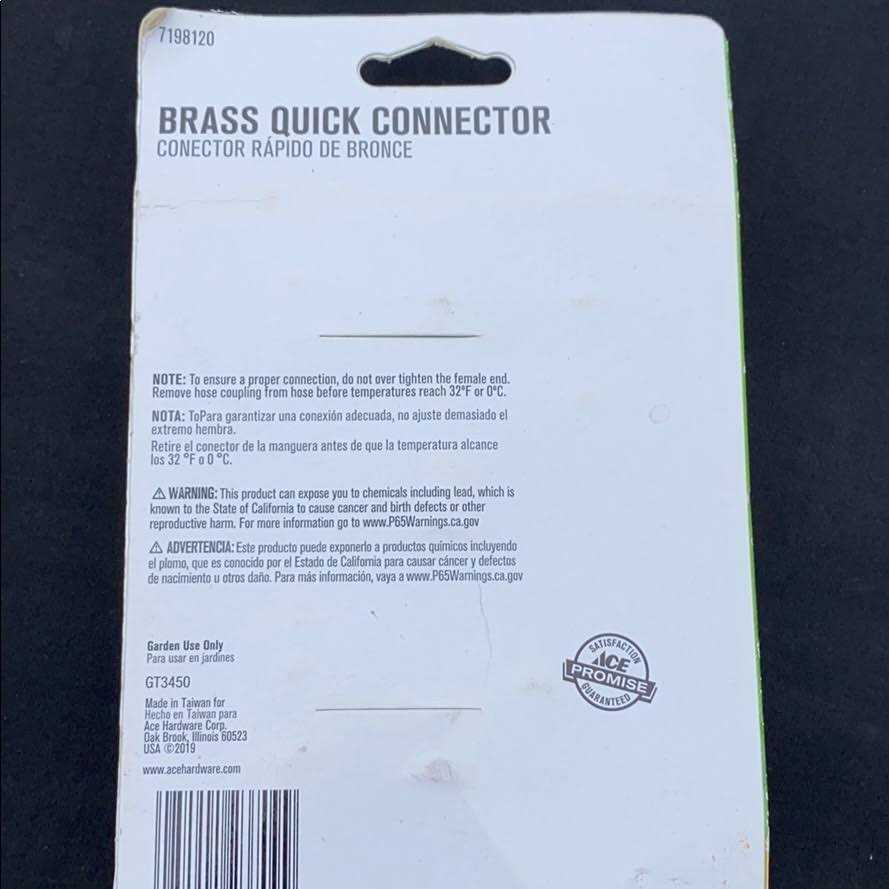 7198120
BRASS QUICK CONNECTOR
CONECTOR RÁPIDO DE BRONCE
NOTE: To ensure a proper connection, do not over tighten the female end.
Remove hose coupling from hose before temperatures reach 32°F or 0°C.
NOTA: ToPara garantizar una conexión adecuada, no ajuste demasiado el
extremo hembra.
Retire el conector de la manguera antes de que la temperatura alcance
los 32 °F o 0 °C.
⚠ WARNING: This product can expose you to chemicals including lead, which is
known to the State of California to cause cancer and birth defects or other
reproductive harm. For more information go to www.P65Warnings.ca.gov
⚠ ADVERTENCIA: Este producto puede exponerlo a productos químicos incluyendo
el plomo, que es conocido por el Estado de California para causar cáncer y defectos
de nacimiento u otros daño. Para más información, vaya a www.P65Warnings.ca.gov
Garden Use Only
Para usar en jardines
GT3450
Made in Taiwan for
Hecho en Taiwan para
Ace Hardware Corp.
Oak Brook, Illinois 60523
USA ©2019
www.acehardware.com
SATISFACTION
ACE
PROMISE
GUARANTEED